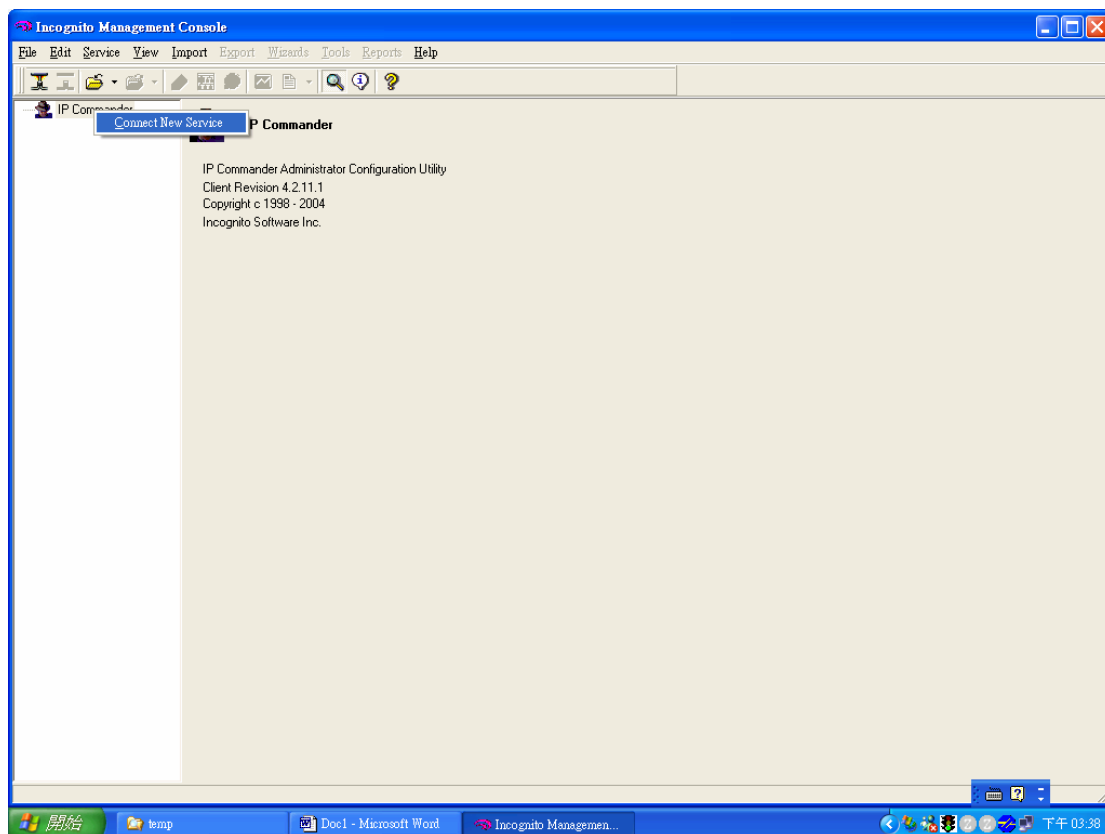 Incognito Management Console
File Edit Service View Import Export Wizards Tools Reports Help
IP Commander
Connect New Service
IP Commander
IP Commander Administrator Configuration Utility
Client Revision 4.2.11.1
Copyright c 1998 - 2004
Incognito Software Inc.
開始 temp Doc1 - Microsoft Word Incognito Managemen... 下午 03:38